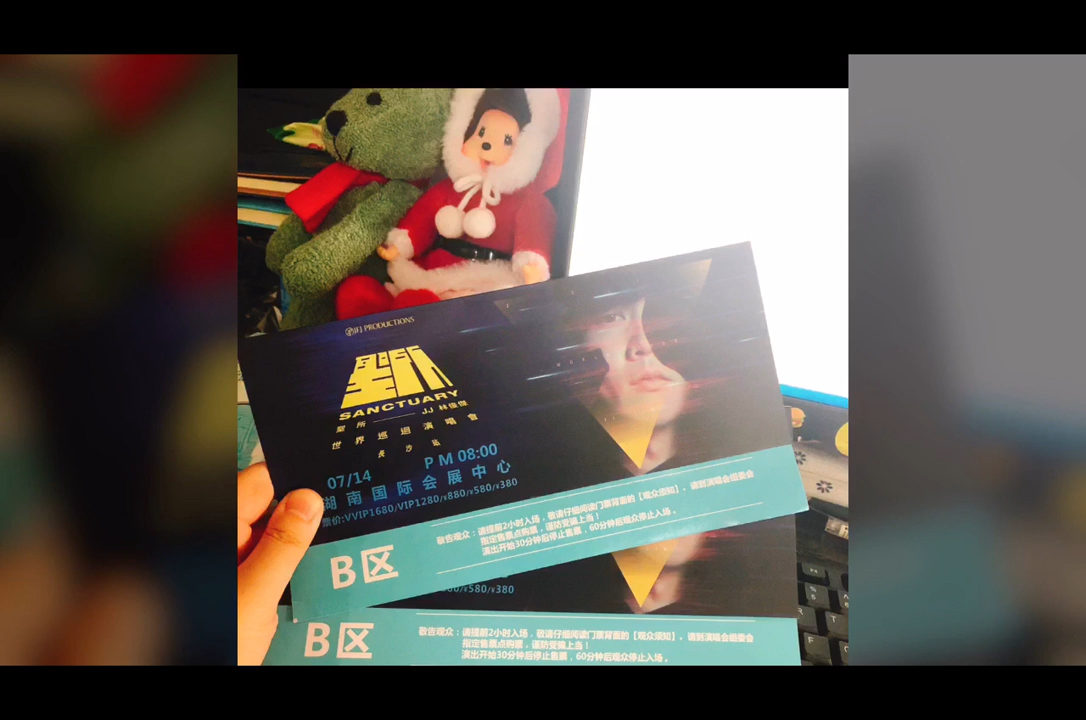 JFJ PRODUCTIONS
聖所
SANCTUARY
聖所——JJ 林俊傑
世界巡迴演唱會
長沙站
07/14 PM 08:00
湖南国际会展中心
票价:VVIP1680/VIP1280/¥880/¥580/¥380
B区
敬告观众：请提前2小时入场，敬请仔细阅读门票背面的【观众须知】，请到演唱会组委会
指定售票点购票，谨防受骗上当！
演出开始30分钟后停止售票，60分钟后观众停止入场。
/¥580/¥380
B区
敬告观众：请提前2小时入场，敬请仔细阅读门票背面的【观众须知】，请到演唱会组委会
指定售票点购票，谨防受骗上当！
演出开始30分钟后停止售票，60分钟后观众停止入场。